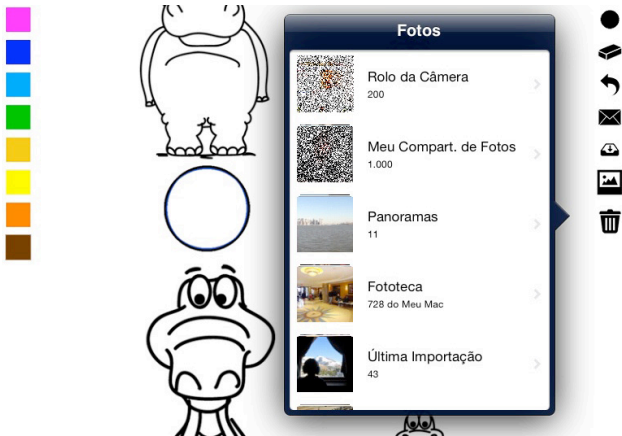 Fotos
Rolo da Câmera
200
Meu Compart. de Fotos
1.000
Panoramas
11
Fototeca
728 do Meu Mac
Última Importação
43